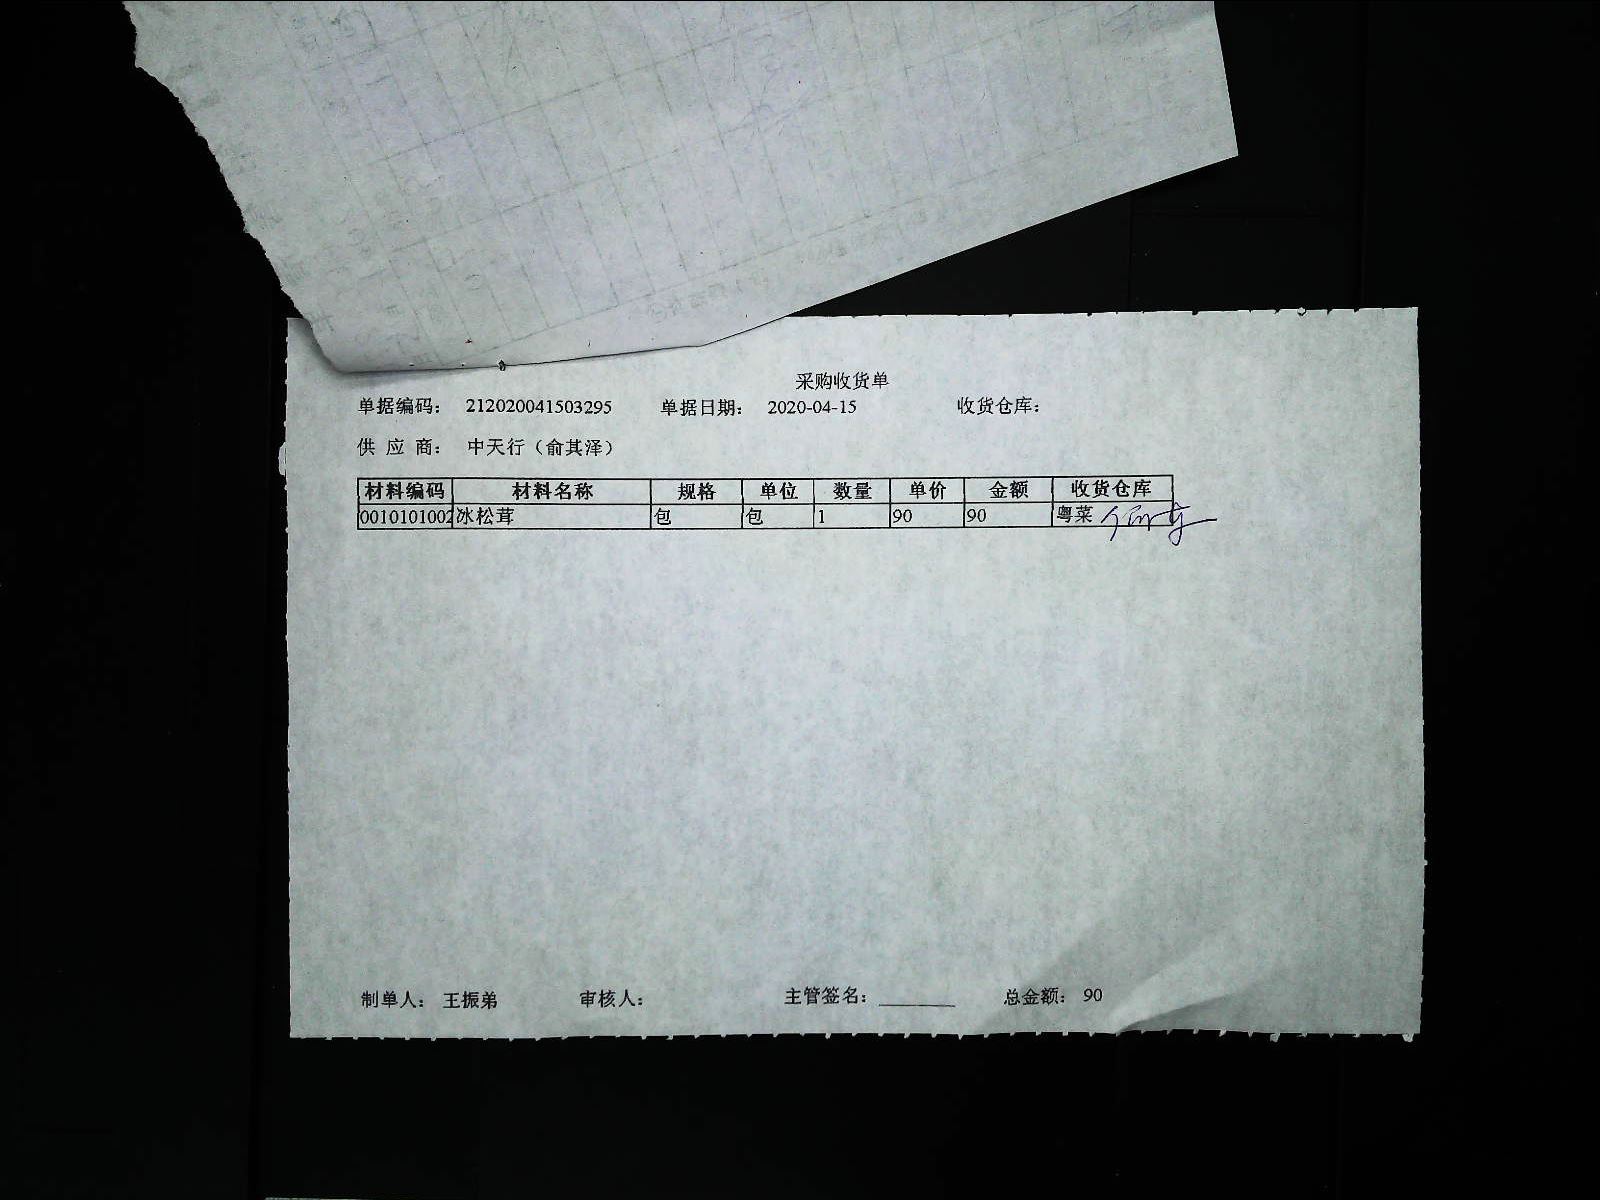 采购收货单
单据编码： 212020041503295 单据日期： 2020-04-15 收货仓库：
供 应 商： 中天行（俞其泽）
材料编码 材料名称 规格 单位 数量 单价 金额 收货仓库
0010101002 冰松茸 包 包 1 90 90 粤菜
制单人： 王振弟 审核人： 主管签名： ________ 总金额： 90